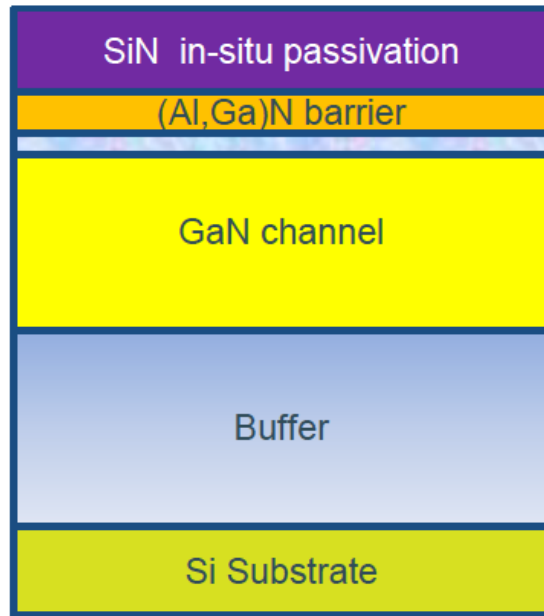 SiN in-situ passivation
(Al,Ga)N barrier
GaN channel
Buffer
Si Substrate